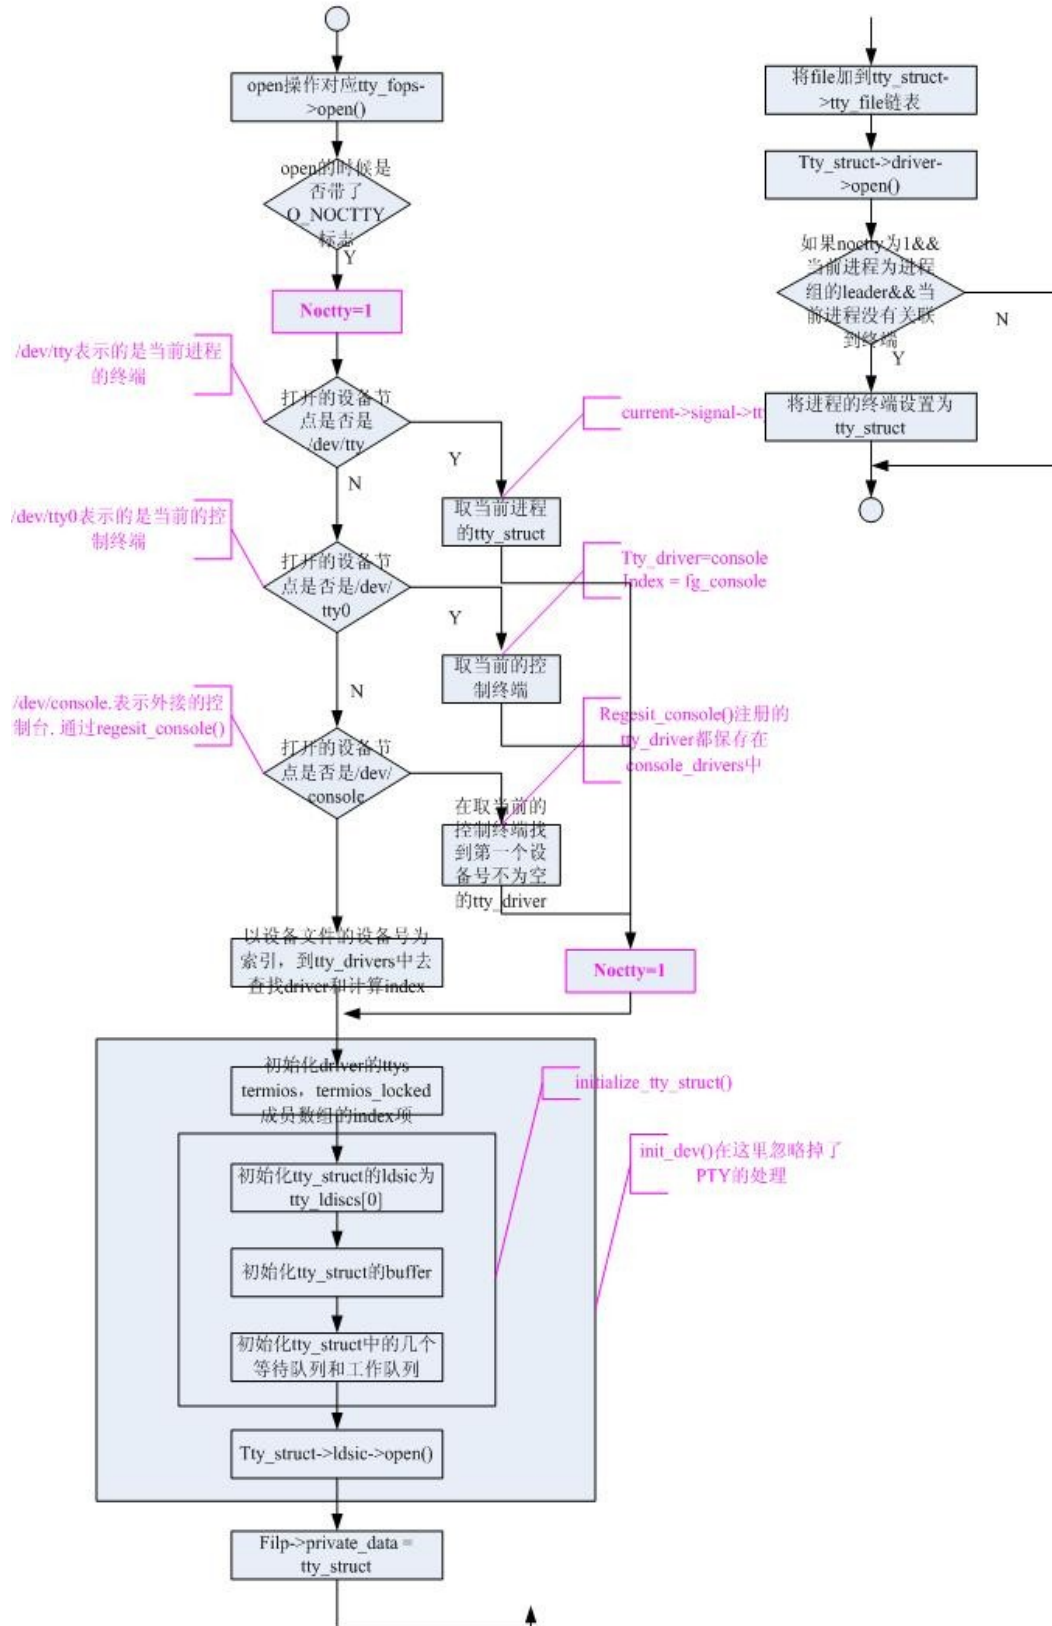 open操作对应tty_fops-
>open()
open的时候是
否带了
O_NOCTTY
标志
Y
Noctty=1
/dev/tty表示的是当前进程
的终端
打开的设备节
点是否是
/dev/tty
Y
N
current->signal->tty
取当前进程
的tty_struct
/dev/tty0表示的是当前的控
制终端
打开的设备节
点是否是/dev/
tty0
Y
N
Tty_driver=console
Index = fg_console
取当前的控
制终端
/dev/console.表示外接的控
制台. 通过regesit_console()
打开的设备节
点是否是/dev/
console
Regesit_console()注册的
tty_driver都保存在
console_drivers中
在取当前的
控制终端找
到第一个设
备号不为空
的tty_driver
以设备文件的设备号为
索引，到tty_drivers中去
查找driver和计算index
Noctty=1
初始化driver的ttys
termios，termios_locked
成员数组的index项
initialize_tty_struct()
init_dev()在这里忽略掉了
PTY的处理
初始化tty_struct的ldsic为
tty_ldiscs[0]
初始化tty_struct的buffer
初始化tty_struct中的几个
等待队列和工作队列
Tty_struct->ldsic->open()
Filp->private_data =
tty_struct
将file加到tty_struct-
>tty_file链表
Tty_struct->driver-
>open()
如果noctty为1&&
当前进程为进程
组的leader&&当
前进程没有关联
到终端
N
Y
将进程的终端设置为
tty_struct